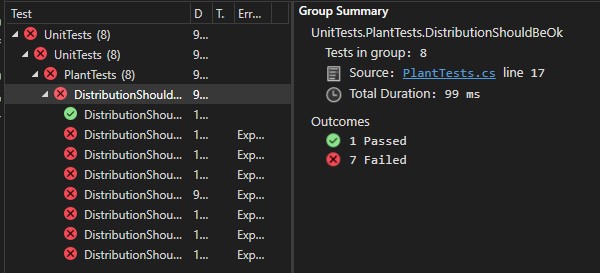 Test D T. Err...
UnitTests (8) 9...
UnitTests (8) 9...
PlantTests (8) 9...
DistributionShould... 9...
DistributionShou... 1...
DistributionShou... 1... Exp...
DistributionShou... 1... Exp...
DistributionShou... 1... Exp...
DistributionShou... 9... Exp...
DistributionShou... 1... Exp...
DistributionShou... 1... Exp...
DistributionShou... 1... Exp...
Group Summary
UnitTests.PlantTests.DistributionShouldBeOk
Tests in group: 8
Source: PlantTests.cs line 17
Total Duration: 99 ms
Outcomes
1 Passed
7 Failed